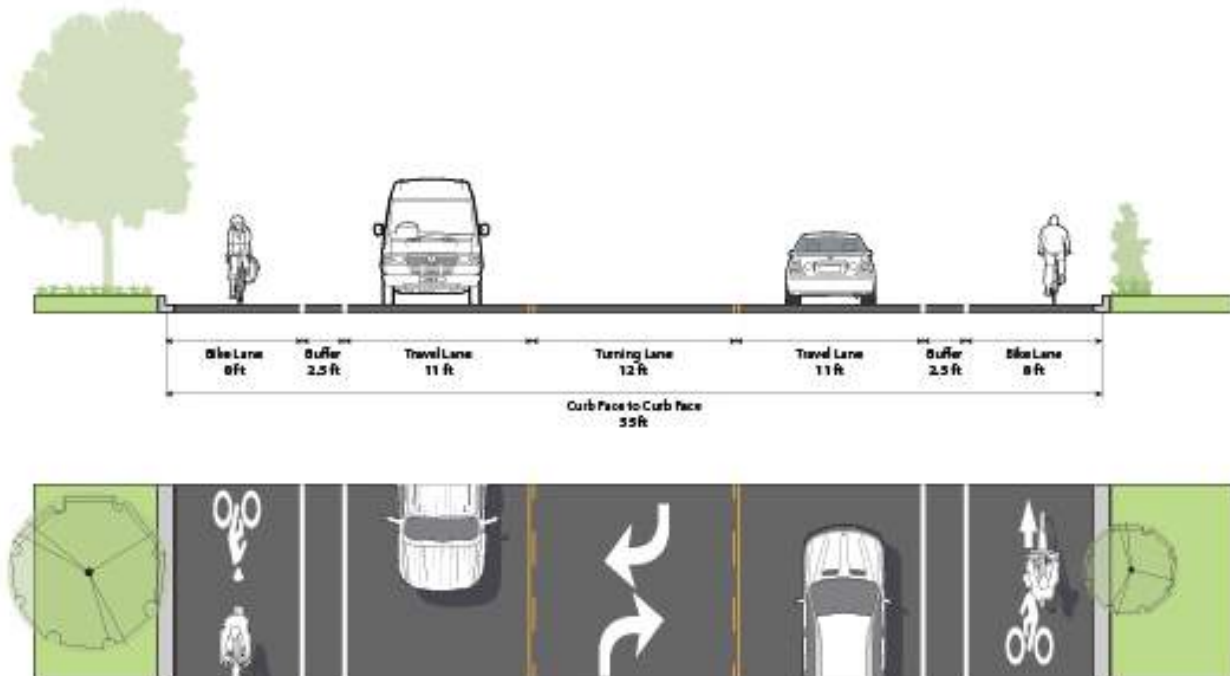 Bike Lane
8 ft
Buffer
2.5 ft
Travel Lane
11 ft
Turning Lane
12 ft
Travel Lane
11 ft
Buffer
2.5 ft
Bike Lane
8 ft
Curb Face to Curb Face
55 ft